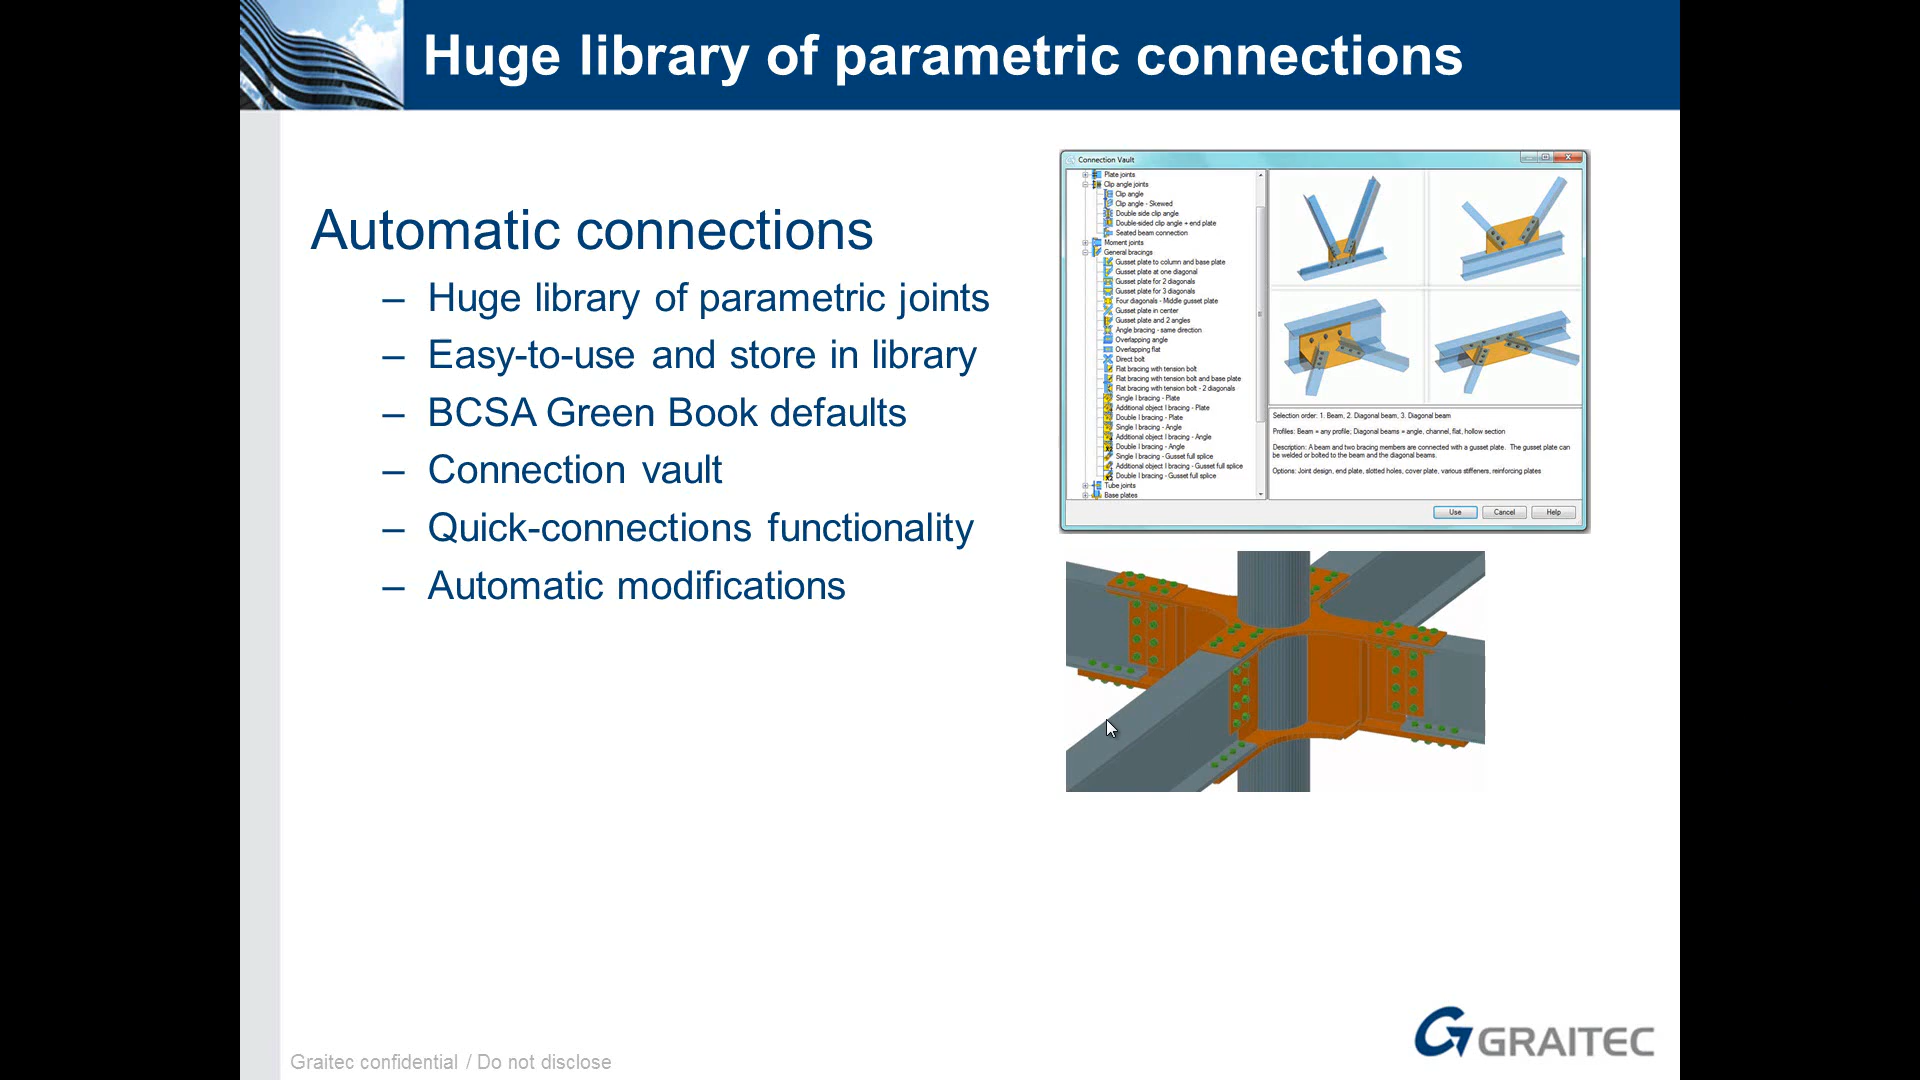 Huge library of parametric connections
Automatic connections
– Huge library of parametric joints
– Easy-to-use and store in library
– BCSA Green Book defaults
– Connection vault
– Quick-connections functionality
– Automatic modifications
Connection Vault
Plate joints
Clip angle joints
Clip angle
Clip angle - Skewed
Double side clip angle
Double-sided clip angle + end plate
Seated beam connection
Moment joints
General bracings
Gusset plate to column and base plate
Gusset plate at one diagonal
Gusset plate for 2 diagonals
Gusset plate for 3 diagonals
Four diagonals - Middle gusset plate
Gusset plate in center
Gusset plate and 2 angles
Angle bracing - same direction
Overlapping angle
Overlapping flat
Direct bolt
Flat bracing with tension bolt
Flat bracing with tension bolt and base plate
Flat bracing with tension bolt - 2 diagonals
Single I bracing - Plate
Additional object I bracing - Plate
Double I bracing - Plate
Single I bracing - Angle
Additional object I bracing - Angle
Double I bracing - Angle
Single I bracing - Gusset full splice
Additional object I bracing - Gusset full splice
Double I bracing - Gusset full splice
Tube joints
Base plates
Selection order: 1. Beam, 2. Diagonal beam, 3. Diagonal beam
Profiles: Beam = any profile; Diagonal beams = angle, channel, flat, hollow section
Description: A beam and two bracing members are connected with a gusset plate. The gusset plate can
be welded or bolted to the beam and the diagonal beams.
Options: Joint design, end plate, slotted holes, cover plate, various stiffeners, reinforcing plates
Use Cancel Help
GRAITEC
Graitec confidential / Do not disclose